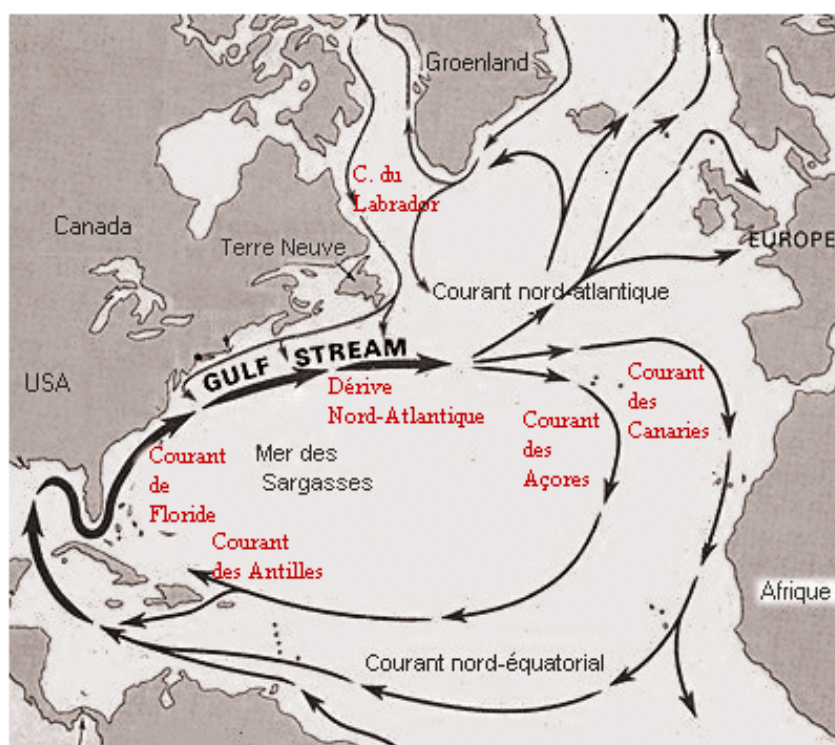 Groenland
C. du
Labrador
Canada
Terre Neuve
EUROPE
Courant nord-atlantique
GULF STREAM
USA
Dérive
Nord-Atlantique
Courant
des
Canaries
Courant
des
Açores
Courant
de
Floride
Mer des
Sargasses
Courant
des Antilles
Afrique
Courant nord-équatorial